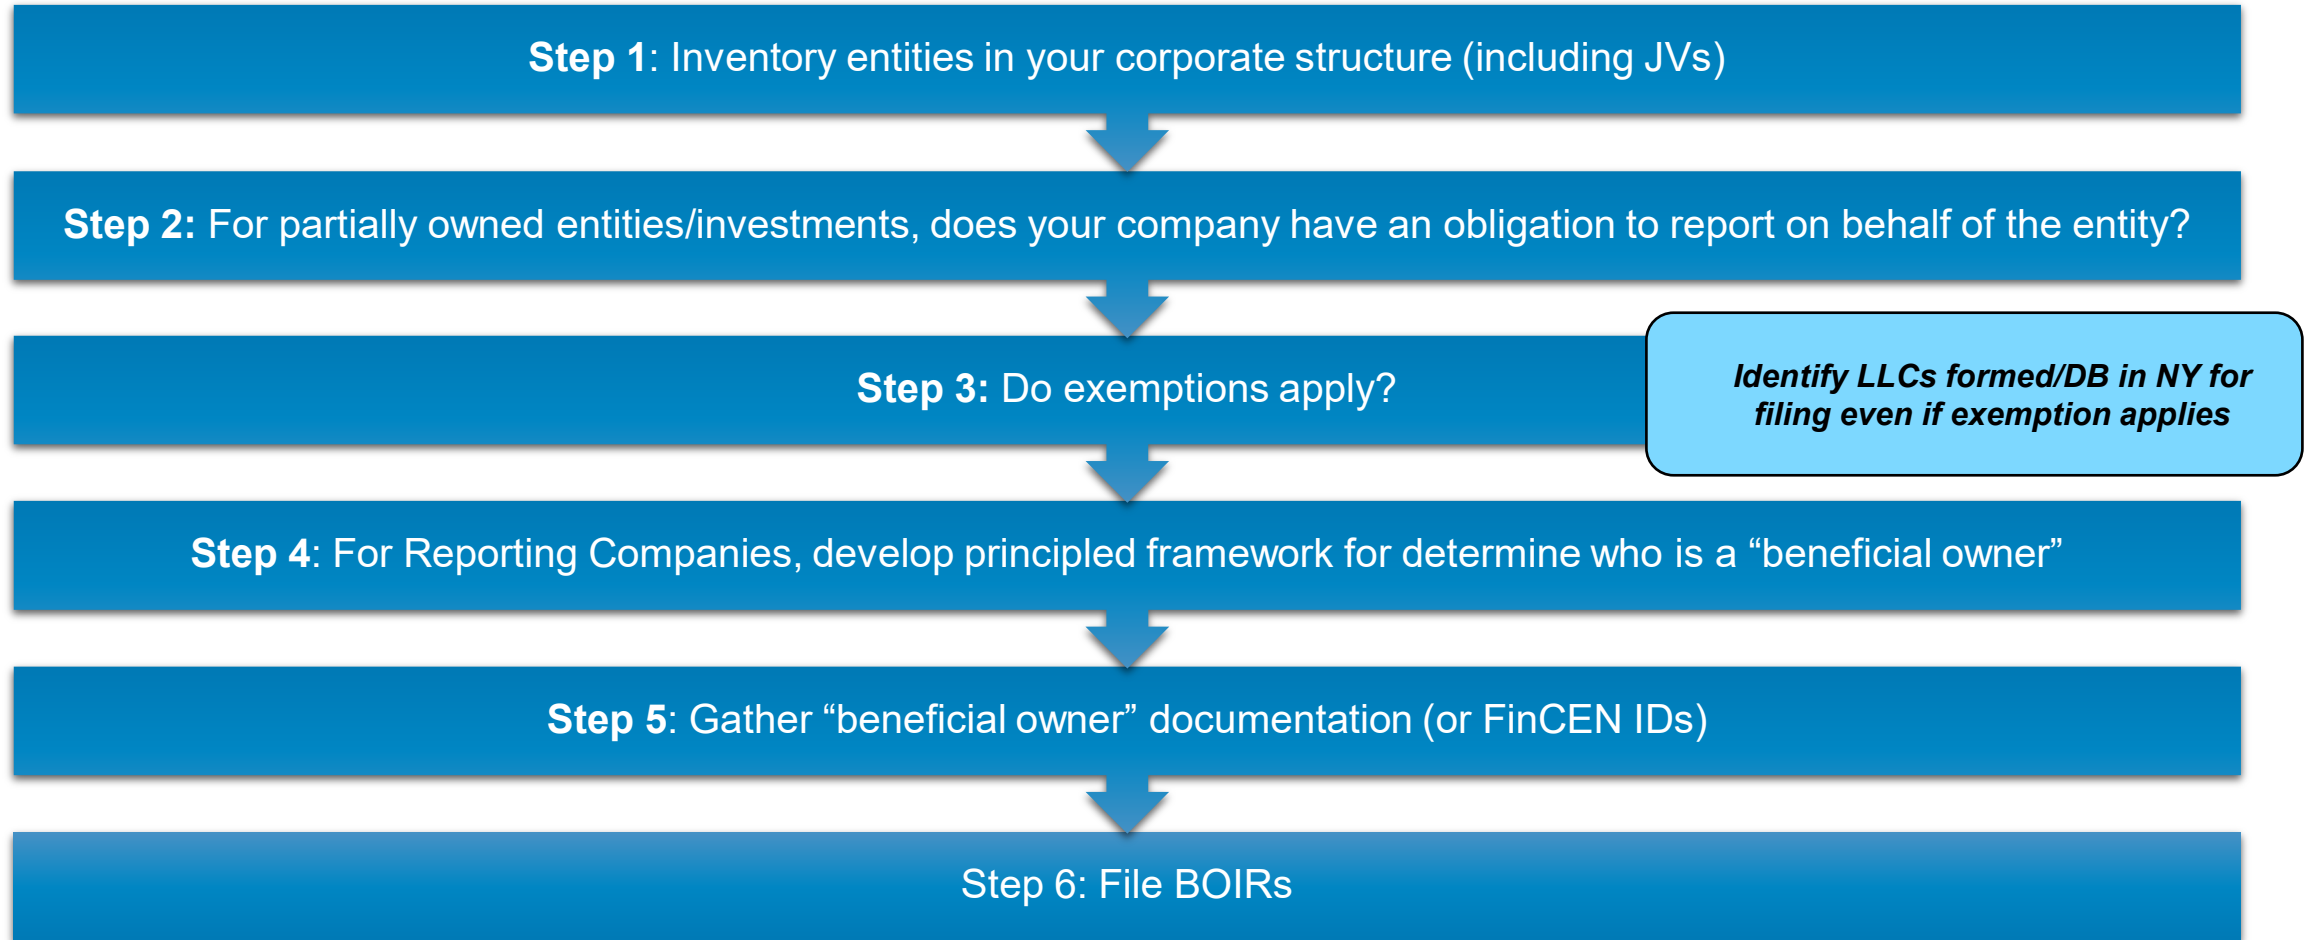 Step 1: Inventory entities in your corporate structure (including JVs)
Step 2: For partially owned entities/investments, does your company have an obligation to report on behalf of the entity?
Step 3: Do exemptions apply?
Identify LLCs formed/DB in NY for
filing even if exemption applies
Step 4: For Reporting Companies, develop principled framework for determine who is a “beneficial owner”
Step 5: Gather “beneficial owner” documentation (or FinCEN IDs)
Step 6: File BOIRs